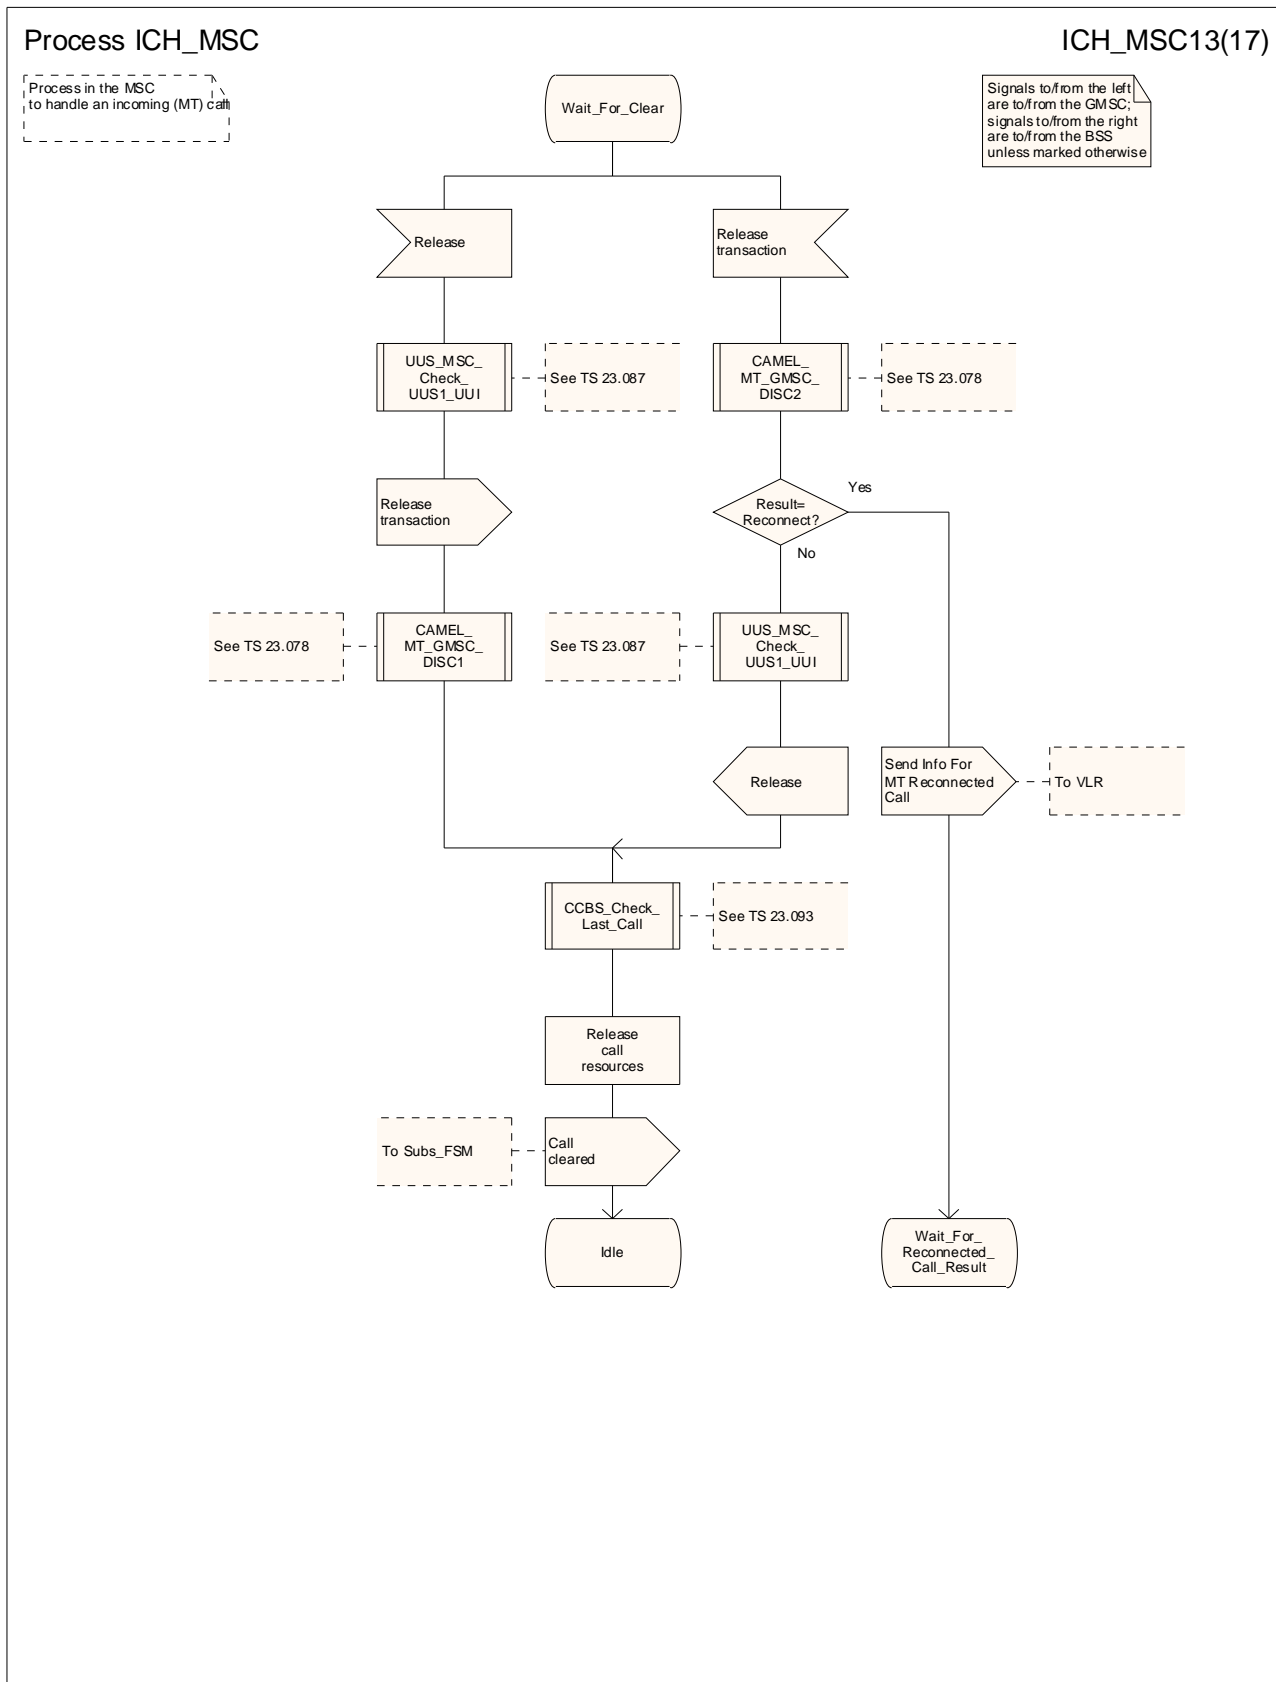 Process ICH_MSC
ICH_MSC13(17)
Process in the MSC
to handle an incoming (MT) call
Signals to/from the left
are to/from the GMSC;
signals to/from the right
are to/from the BSS
unless marked otherwise
Wait_For_Clear
Release
Release
transaction
UUS_MSC_
Check_
UUS1_UUI
See TS 23.087
CAMEL_
MT_GMSC_
DISC2
See TS 23.078
Release
transaction
Result=
Reconnect?
Yes
No
See TS 23.078
CAMEL_
MT_GMSC_
DISC1
See TS 23.087
UUS_MSC_
Check_
UUS1_UUI
Release
Send Info For
MT Reconnected
Call
To VLR
CCBS_Check_
Last_Call
See TS 23.093
Release
call
resources
To Subs_FSM
Call
cleared
Idle
Wait_For_
Reconnected_
Call_Result